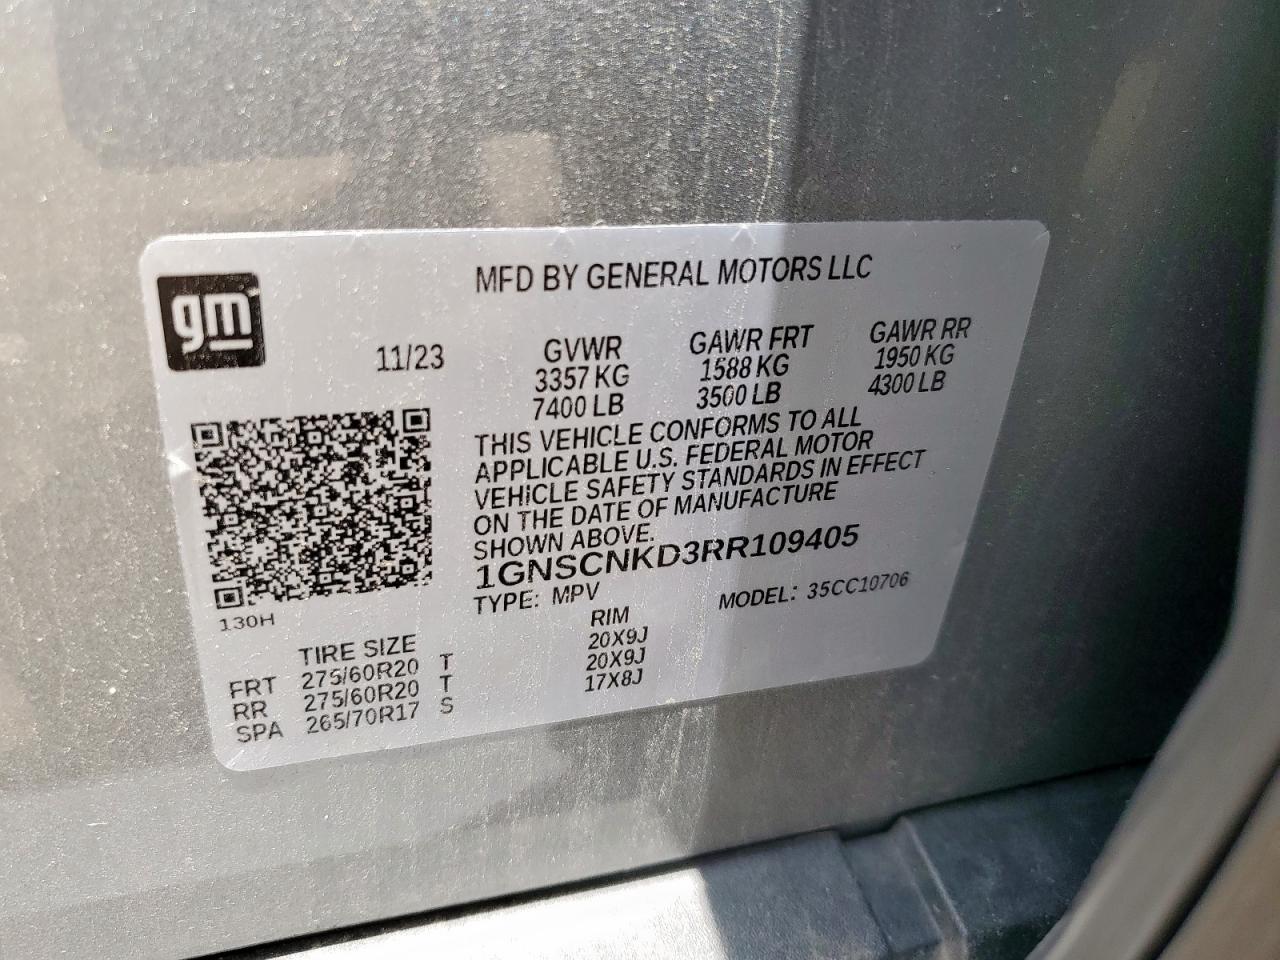 gm
MFD BY GENERAL MOTORS LLC
11/23
GVWR GAWR FRT GAWR RR
3357 KG 1588 KG 1950 KG
7400 LB 3500 LB 4300 LB
THIS VEHICLE CONFORMS TO ALL
APPLICABLE U.S. FEDERAL MOTOR
VEHICLE SAFETY STANDARDS IN EFFECT
ON THE DATE OF MANUFACTURE
SHOWN ABOVE.
1GNSCNKD3RR109405
TYPE: MPV MODEL: 35CC10706
130H
TIRE SIZE RIM
FRT 275/60R20 T 20X9J
RR 275/60R20 T 20X9J
SPA 265/70R17 S 17X8J